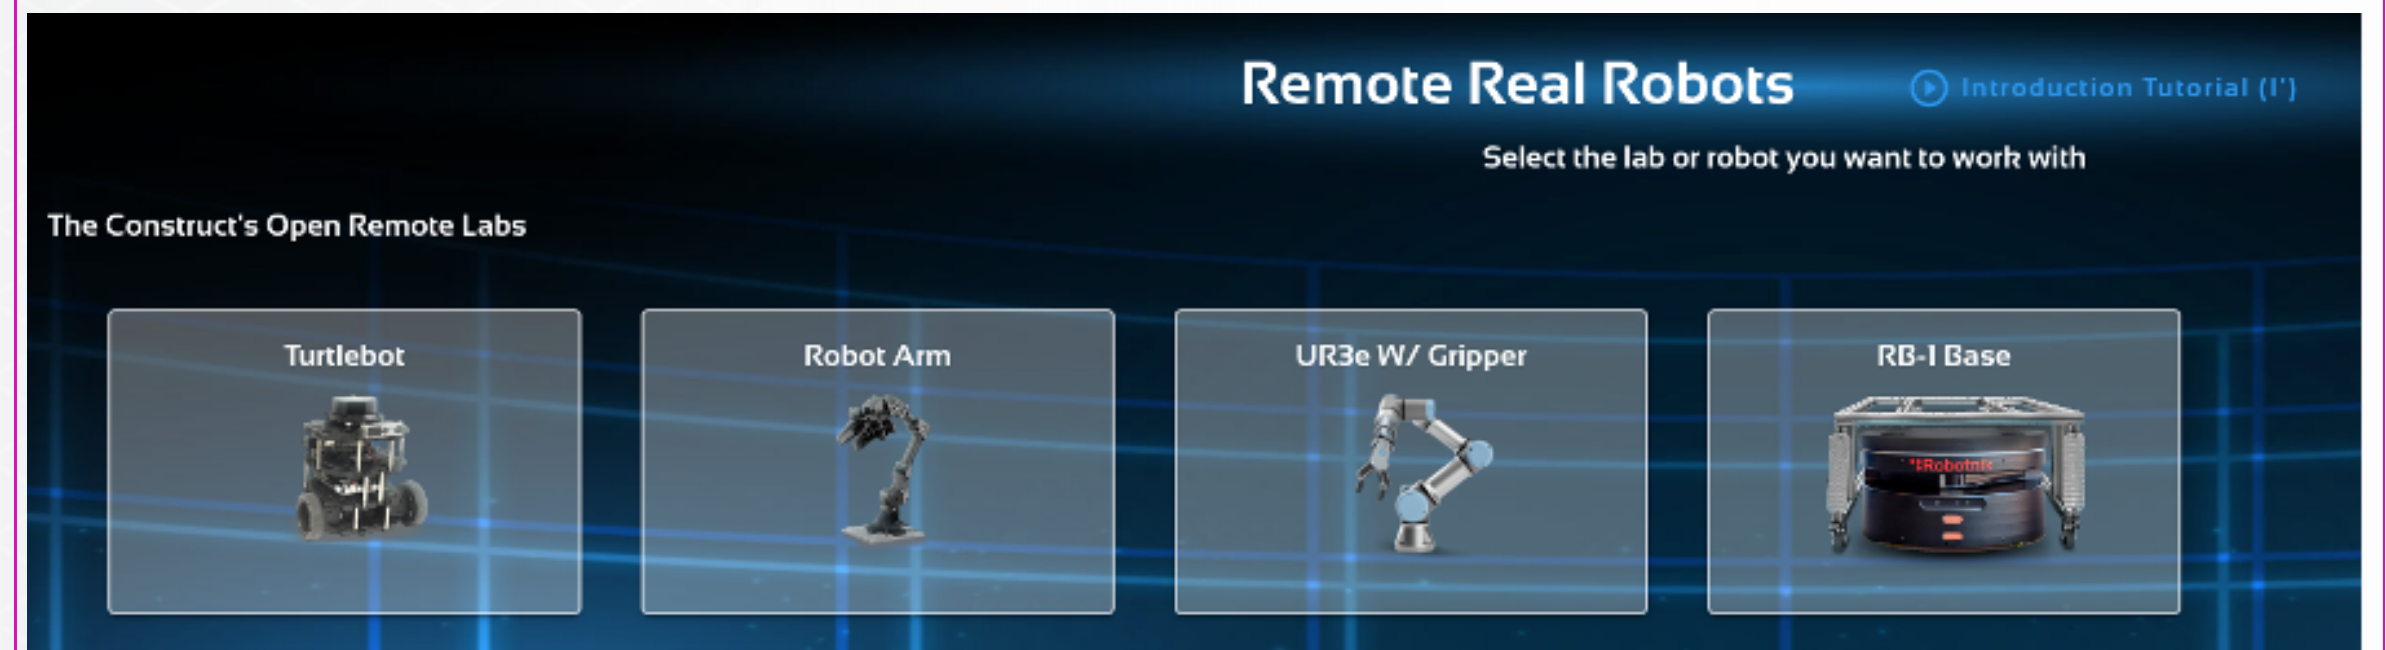 Remote Real Robots
Introduction Tutorial (1')
Select the lab or robot you want to work with
The Construct's Open Remote Labs
Turtlebot
Robot Arm
UR3e W/ Gripper
RB-1 Base
Robotnik